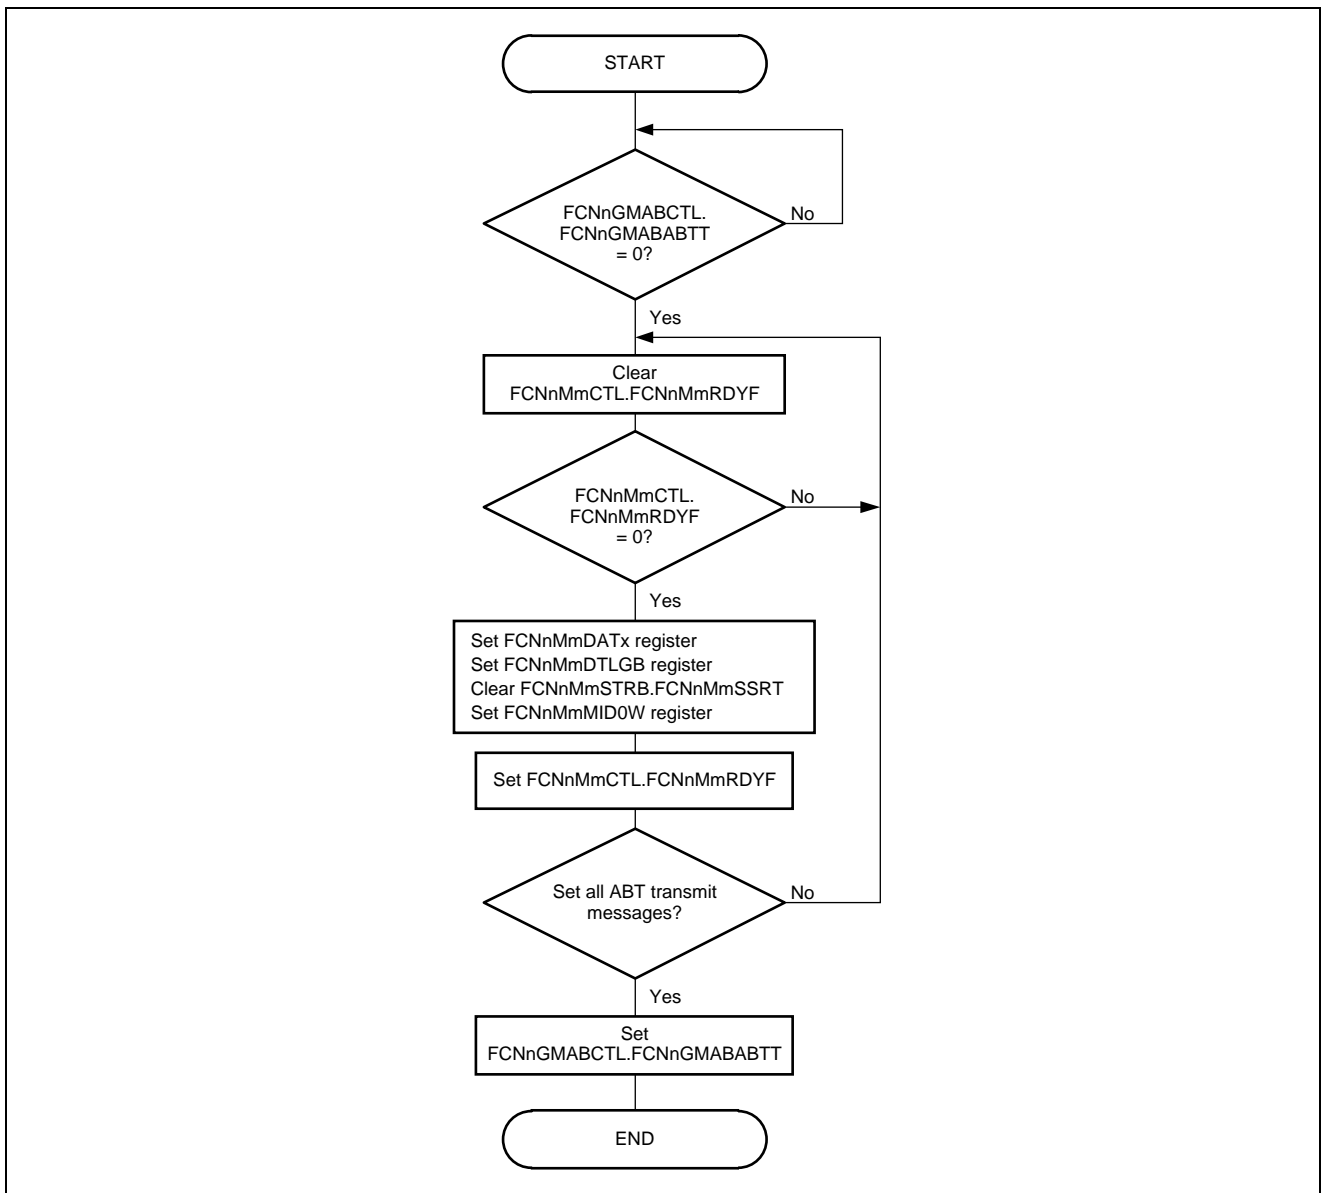 START
FCNnGMABCTL.
FCNnGMABABTT
= 0?
No
Yes
Clear
FCNnMmCTL.FCNnMmRDYF
FCNnMmCTL.
FCNnMmRDYF
= 0?
No
Yes
Set FCNnMmDATx register
Set FCNnMmDTLGB register
Clear FCNnMmSTRB.FCNnMmSSRT
Set FCNnMmMID0W register
Set FCNnMmCTL.FCNnMmRDYF
Set all ABT transmit
messages?
No
Yes
Set
FCNnGMABCTL.FCNnGMABABTT
END